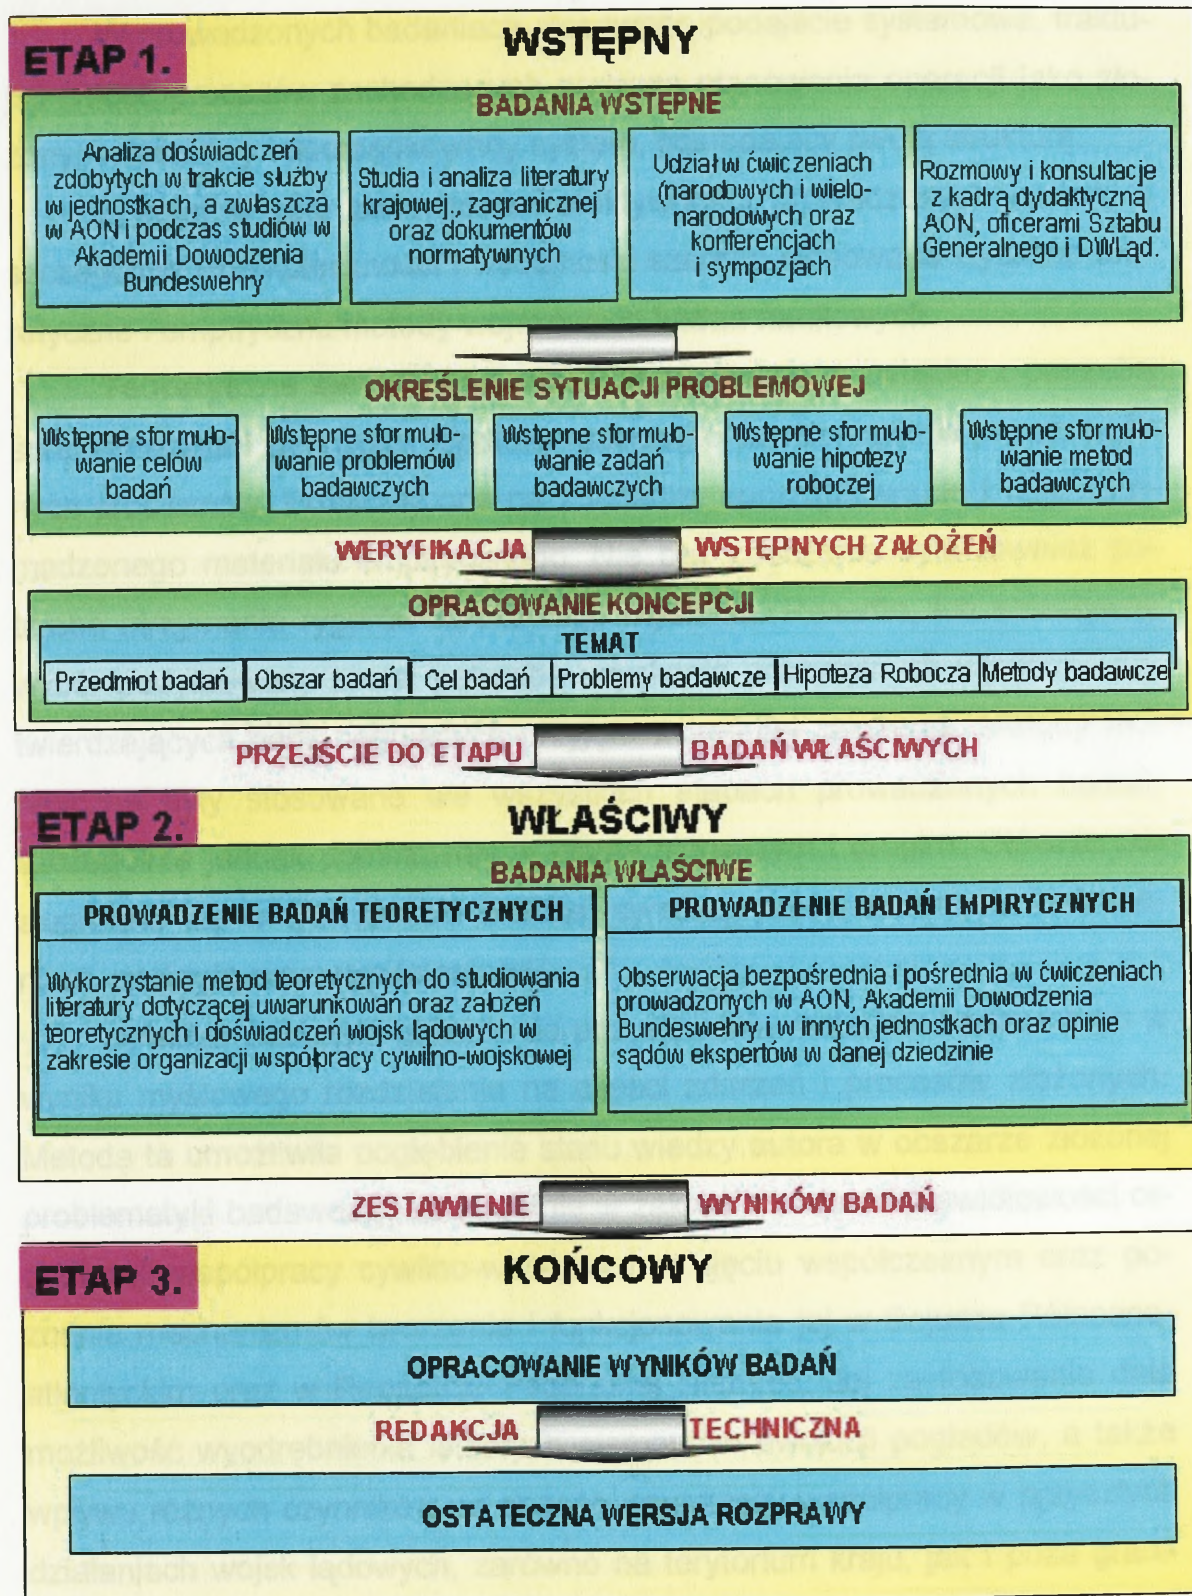 ETAP 1.
WSTĘPNY
BADANIA WSTĘPNE
Analiza doświadczeń
zdobytych w trakcie służby
w jednostkach, a zwłaszcza
w AON i podczas studiów w
Akademii Dowodzenia
Bundeswehry
Studia i analiza literatury
krajowej., zagranicznej
oraz dokumentów
normatywnych
Udział w ćwiczeniach
(narodowych i wielo-
narodowych oraz
konferencjach
i sympozjach
Rozmowy i konsultacje
z kadrą dydaktyczną
AON, oficerami Sztabu
Generalnego i DWLąd.
OKREŚLENIE SYTUACJI PROBLEMOWEJ
Wstępne sformuło-
wanie celów
badań
Wstępne sformuło-
wanie problemów
badawczych
Wstępne sformuło-
wanie zadań
badawczych
Wstępne sformuło-
wanie hipotezy
roboczej
Wstępne sformuło-
wanie metod
badawczych
WERYFIKACJA WSTĘPNYCH ZAŁOŻEŃ
OPRACOWANIE KONCEPCJI
TEMAT
Przedmiot badań Obszar badań Cel badań Problemy badawcze Hipoteza Robocza Metody badawcze
PRZEJŚCIE DO ETAPU BADAŃ WŁAŚCIWYCH
ETAP 2.
WŁAŚCIWY
BADANIA WŁAŚCIWE
PROWADZENIE BADAŃ TEORETYCZNYCH
Wykorzystanie metod teoretycznych do studiowania
literatury dotyczącej uwarunkowań oraz założeń
teoretycznych i doświadczeń wojsk lądowych w
zakresie organizacji współpracy cywilno-wojskowej
PROWADZENIE BADAŃ EMPIRYCZNYCH
Obserwacja bezpośrednia i pośrednia w ćwiczeniach
prowadzonych w AON, Akademii Dowodzenia
Bundeswehry i w innych jednostkach oraz opinie
sądów ekspertów w danej dziedzinie
ZESTAWIENIE WYNIKÓW BADAŃ
ETAP 3.
KOŃCOWY
OPRACOWANIE WYNIKÓW BADAŃ
REDAKCJA TECHNICZNA
OSTATECZNA WERSJA ROZPRAWY